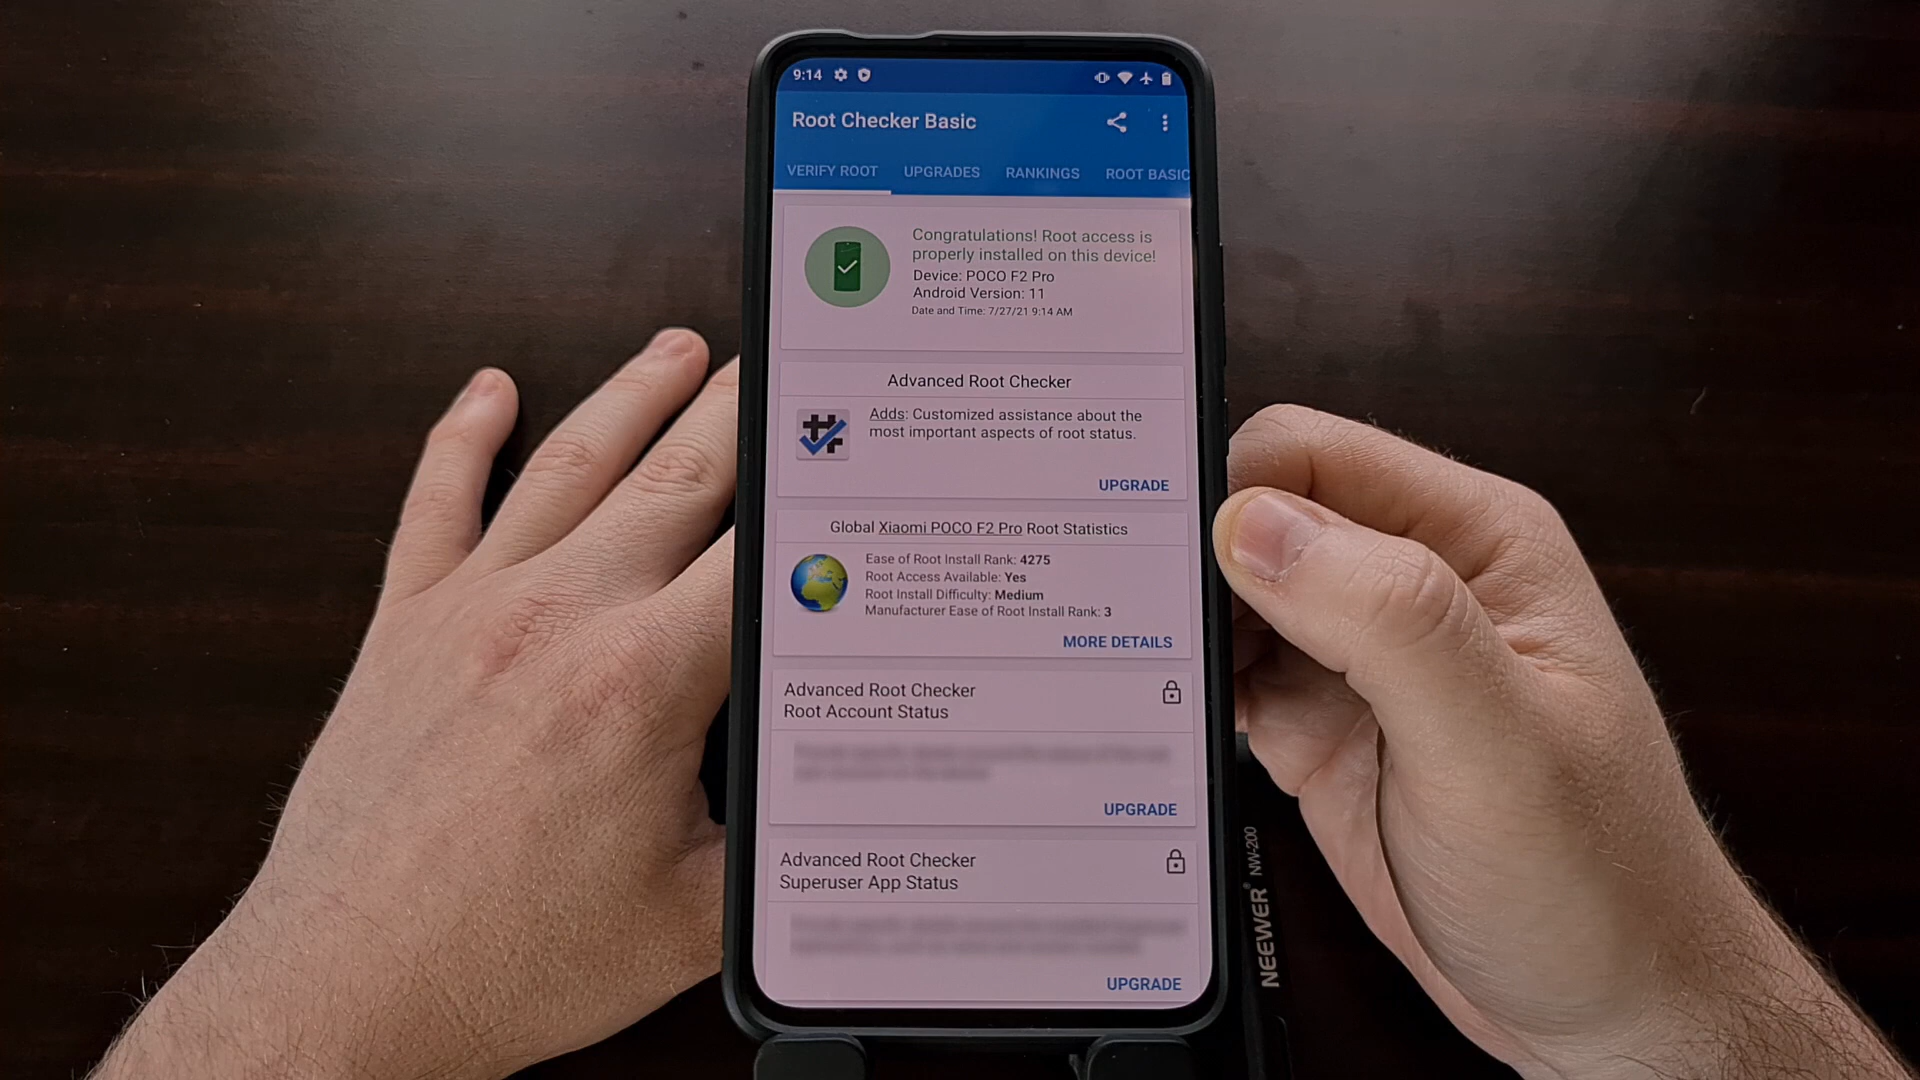 9:14
Root Checker Basic
VERIFY ROOT UPGRADES RANKINGS ROOT BASIC
Congratulations! Root access is
properly installed on this device!
Device: POCO F2 Pro
Android Version: 11
Date and Time: 7/27/21 9:14 AM
Advanced Root Checker
Adds: Customized assistance about the
most important aspects of root status.
UPGRADE
Global Xiaomi POCO F2 Pro Root Statistics
Ease of Root Install Rank: 4275
Root Access Available: Yes
Root Install Difficulty: Medium
Manufacturer Ease of Root Install Rank: 3
MORE DETAILS
Advanced Root Checker
Root Account Status
UPGRADE
Advanced Root Checker
Superuser App Status
UPGRADE
NEEWER® NW-200